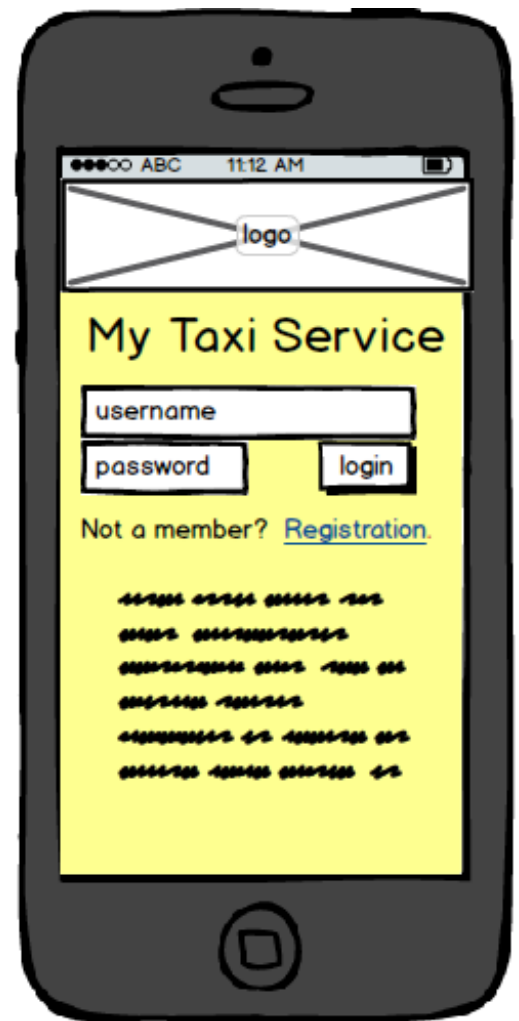 ABC 11:12 AM
logo
My Taxi Service
username
password login
Not a member? Registration.